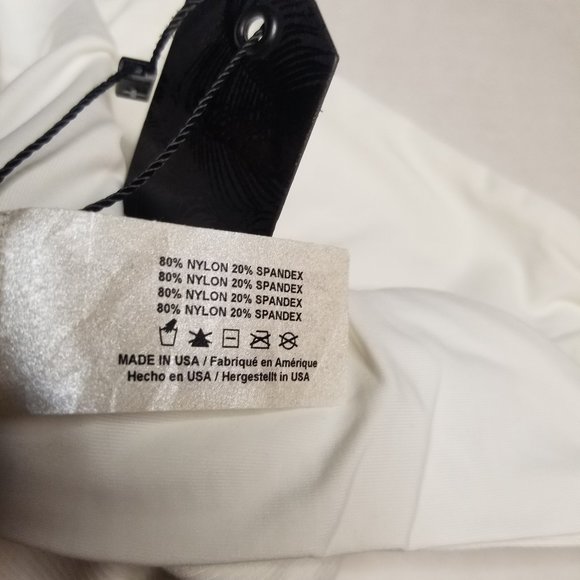 80% NYLON 20% SPANDEX
80% NYLON 20% SPANDEX
80% NYLON 20% SPANDEX
80% NYLON 20% SPANDEX
MADE IN USA / Fabriqué en Amérique
Hecho en USA / Hergestellt in USA